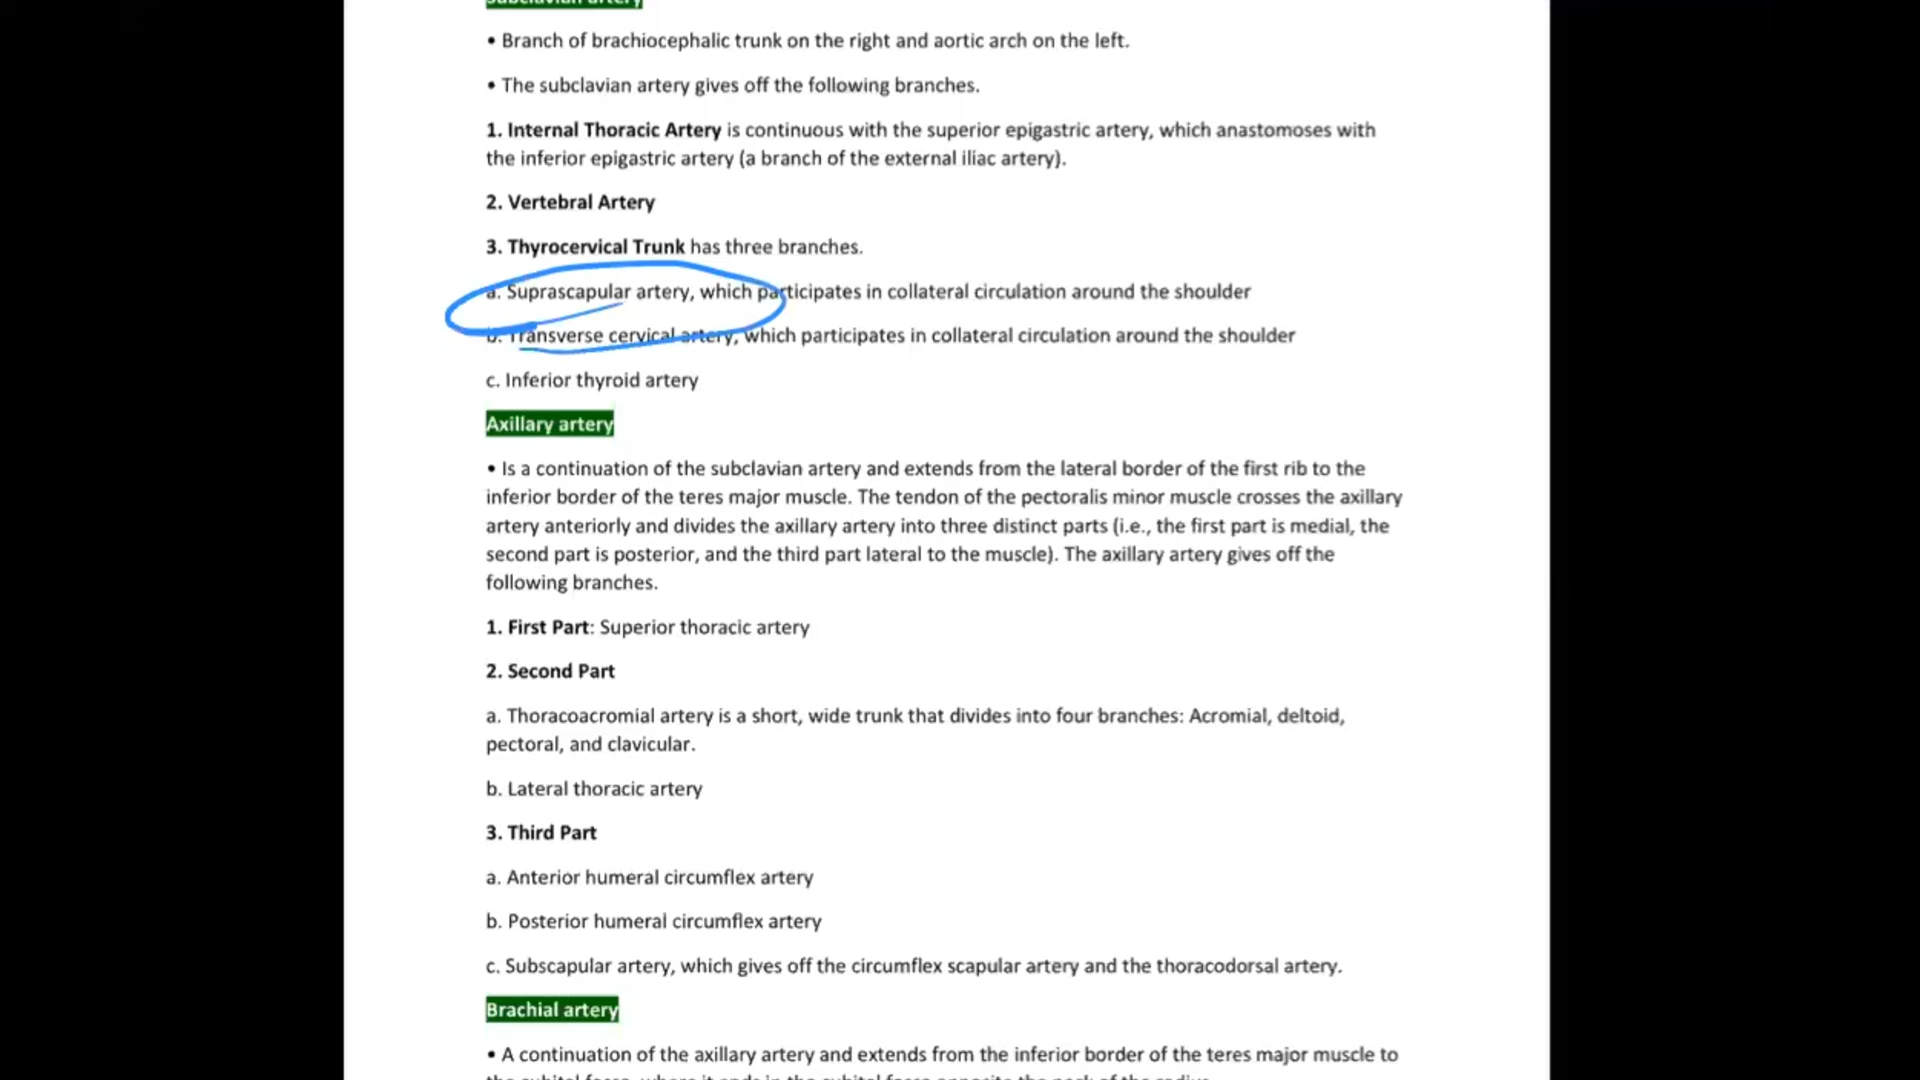 Subclavian artery
• Branch of brachiocephalic trunk on the right and aortic arch on the left.
• The subclavian artery gives off the following branches.
1. Internal Thoracic Artery is continuous with the superior epigastric artery, which anastomoses with
the inferior epigastric artery (a branch of the external iliac artery).
2. Vertebral Artery
3. Thyrocervical Trunk has three branches.
a. Suprascapular artery, which participates in collateral circulation around the shoulder
b. Transverse cervical artery, which participates in collateral circulation around the shoulder
c. Inferior thyroid artery
Axillary artery
• Is a continuation of the subclavian artery and extends from the lateral border of the first rib to the
inferior border of the teres major muscle. The tendon of the pectoralis minor muscle crosses the axillary
artery anteriorly and divides the axillary artery into three distinct parts (i.e., the first part is medial, the
second part is posterior, and the third part lateral to the muscle). The axillary artery gives off the
following branches.
1. First Part: Superior thoracic artery
2. Second Part
a. Thoracoacromial artery is a short, wide trunk that divides into four branches: Acromial, deltoid,
pectoral, and clavicular.
b. Lateral thoracic artery
3. Third Part
a. Anterior humeral circumflex artery
b. Posterior humeral circumflex artery
c. Subscapular artery, which gives off the circumflex scapular artery and the thoracodorsal artery.
Brachial artery
• A continuation of the axillary artery and extends from the inferior border of the teres major muscle to